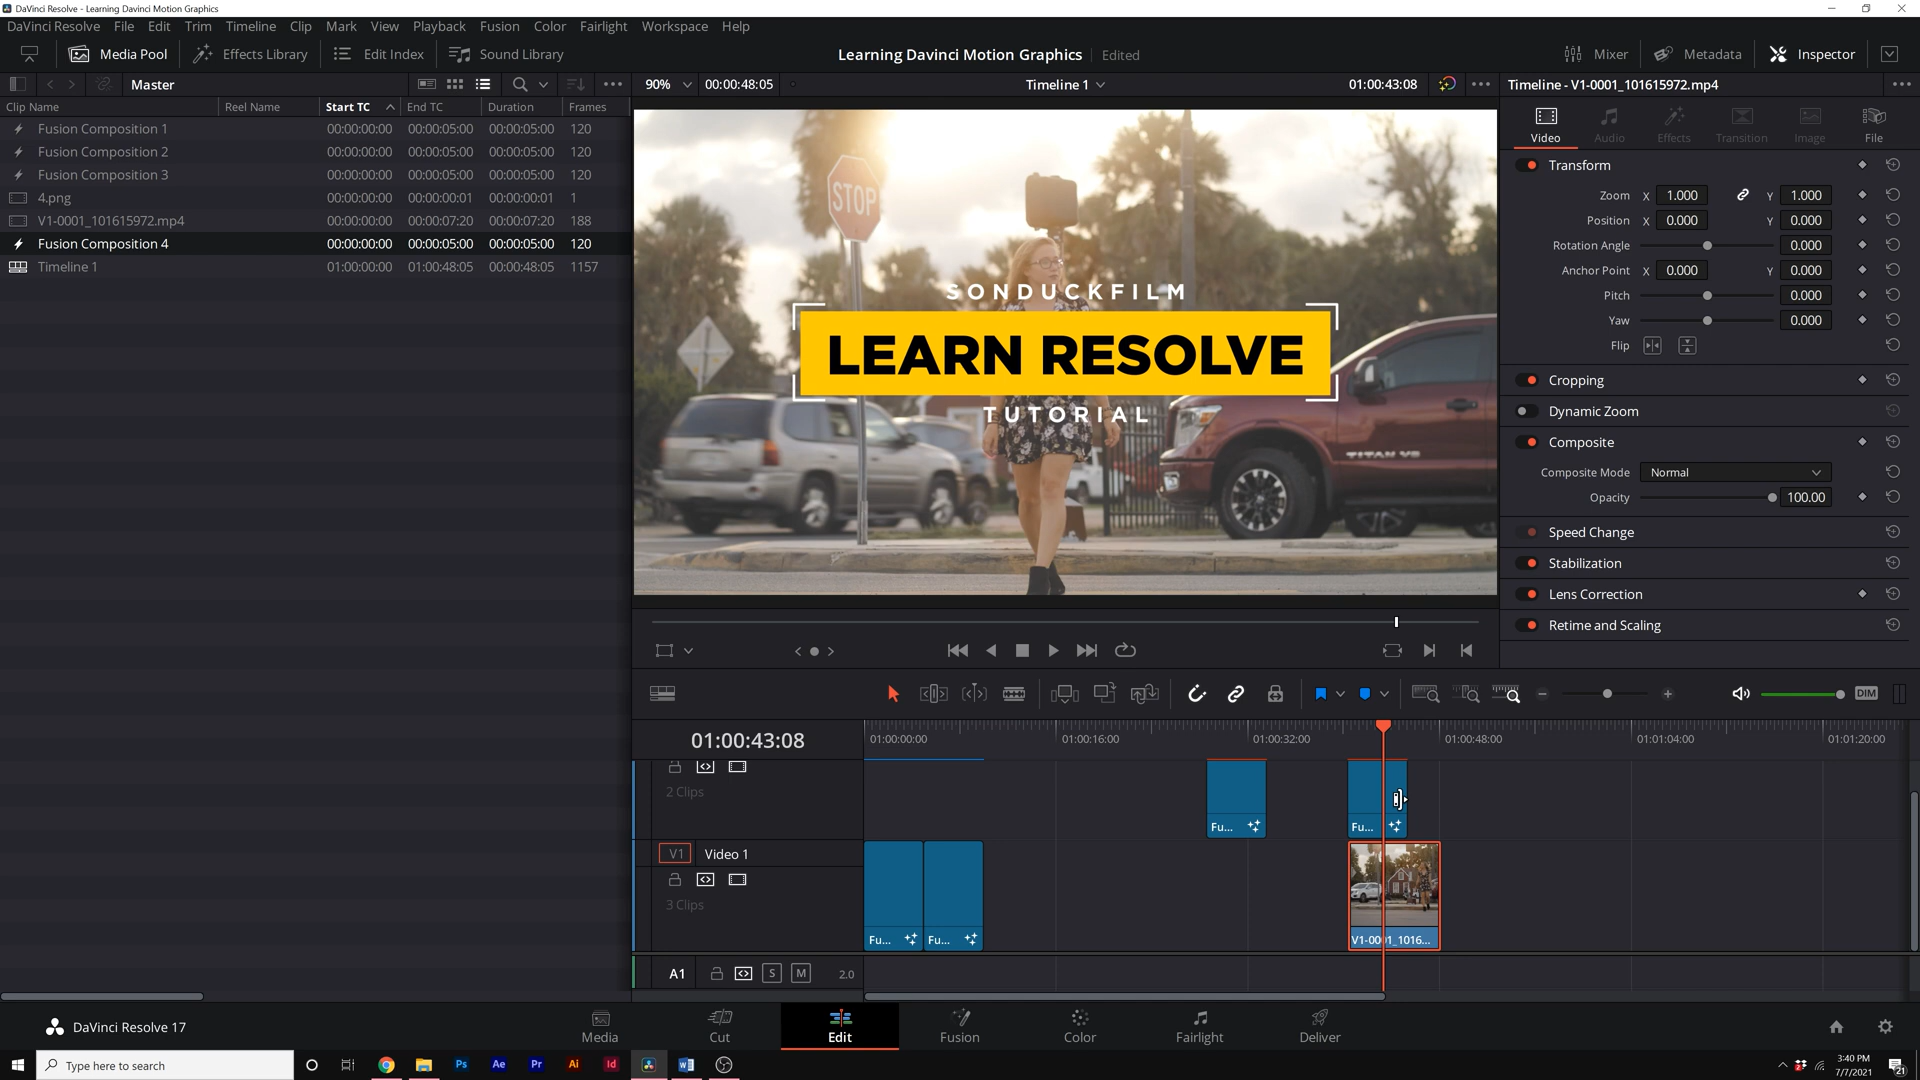 DaVinci Resolve - Learning Davinci Motion Graphics
DaVinci Resolve File Edit Trim Timeline Clip Mark View Playback Fusion Color Fairlight Workspace Help
Media Pool Effects Library Edit Index Sound Library
Learning Davinci Motion Graphics Edited
Mixer Metadata Inspector
Master
90% 00:00:48:05 Timeline 1 01:00:43:08
Timeline - V1-0001_101615972.mp4
Clip Name Reel Name Start TC End TC Duration Frames
Fusion Composition 1 00:00:00:00 00:00:05:00 00:00:05:00 120
Fusion Composition 2 00:00:00:00 00:00:05:00 00:00:05:00 120
Fusion Composition 3 00:00:00:00 00:00:05:00 00:00:05:00 120
4.png 00:00:00:00 00:00:00:01 00:00:00:01 1
V1-0001_101615972.mp4 00:00:00:00 00:00:07:20 00:00:07:20 188
Fusion Composition 4 00:00:00:00 00:00:05:00 00:00:05:00 120
Timeline 1 01:00:00:00 01:00:48:05 00:00:48:05 1157
STOP
SONDUCKFILM
LEARN RESOLVE
TUTORIAL
TITAN V8
Video Audio Effects Transition Image File
Transform
Zoom X 1.000 Y 1.000
Position X 0.000 Y 0.000
Rotation Angle 0.000
Anchor Point X 0.000 Y 0.000
Pitch 0.000
Yaw 0.000
Flip
Cropping
Dynamic Zoom
Composite
Composite Mode Normal
Opacity 100.00
Speed Change
Stabilization
Lens Correction
Retime and Scaling
DIM
01:00:43:08
01:00:00:00 01:00:16:00 01:00:32:00 01:00:48:00 01:01:04:00 01:01:20:00
2 Clips
Fu... Fu...
V1 Video 1
3 Clips
Fu... Fu... V1-0001_1016...
A1 S M 2.0
DaVinci Resolve 17
Media Cut Edit Fusion Color Fairlight Deliver
Type here to search
Ps Ae Pr Ai Id
3:40 PM
7/7/2021
21